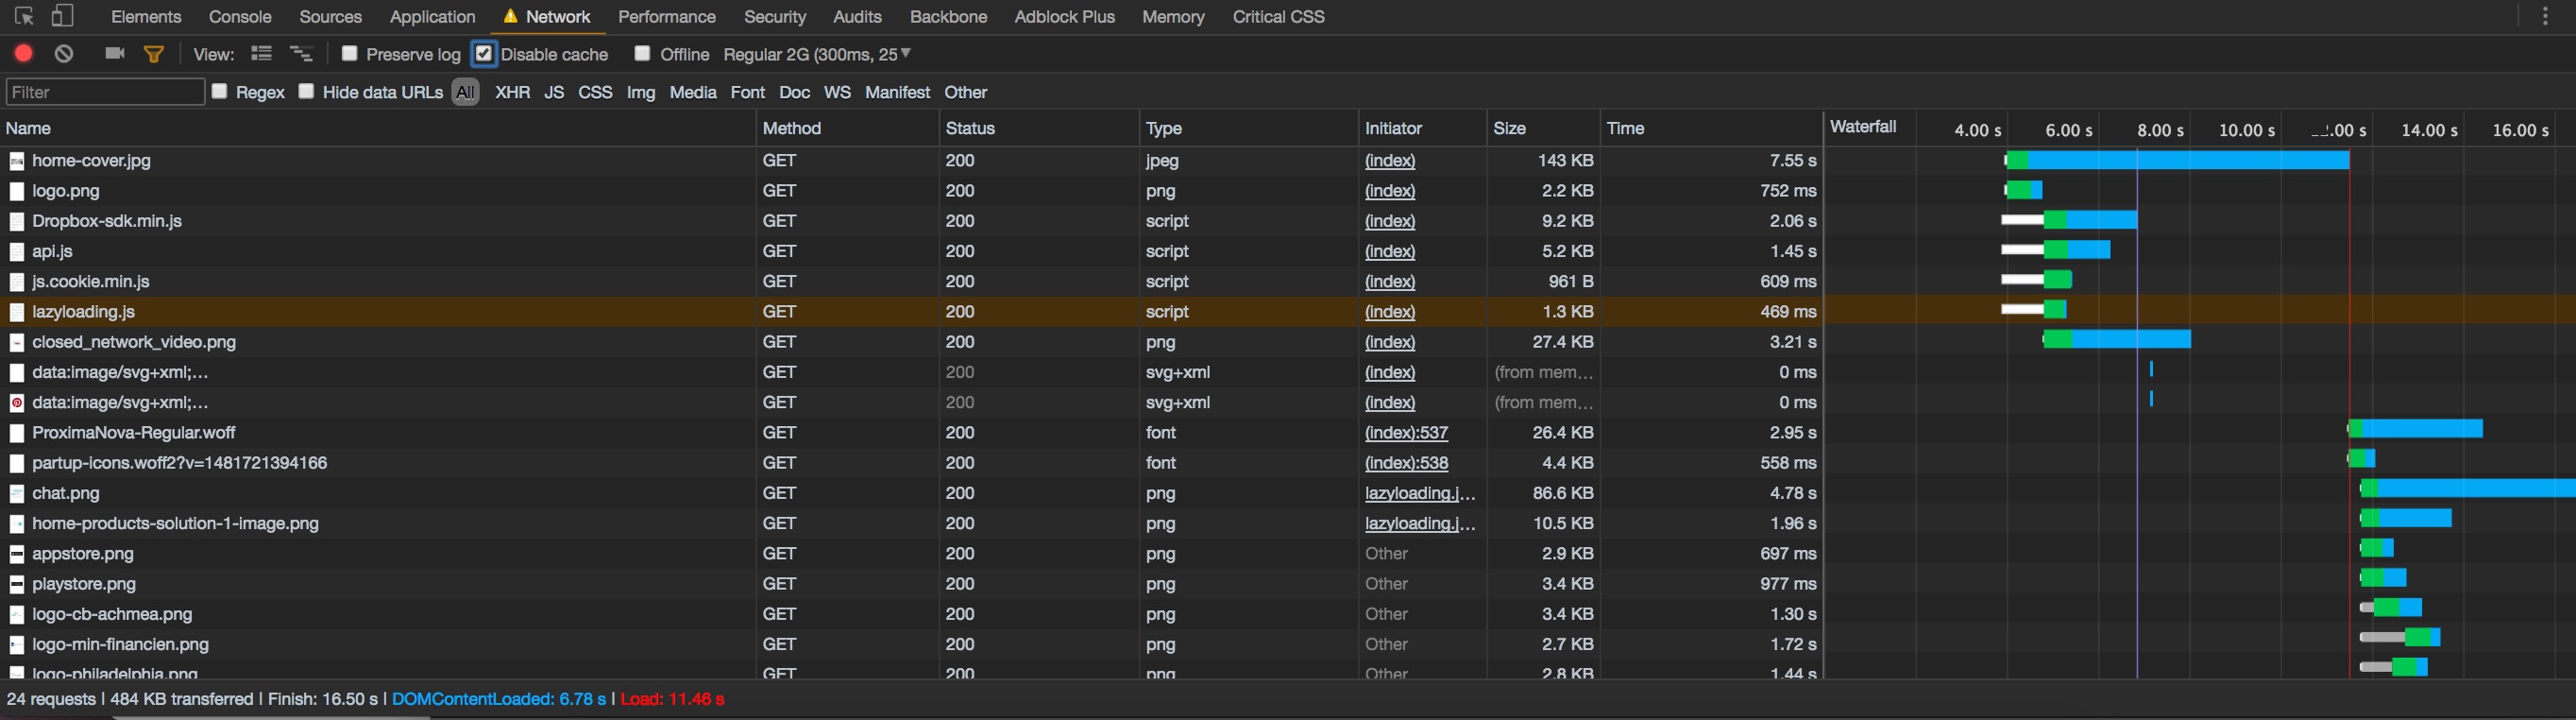 Elements Console Sources Application Network Performance Security Audits Backbone Adblock Plus Memory Critical CSS
View: Preserve log Disable cache Offline Regular 2G (300ms, 25
Filter Regex Hide data URLs All XHR JS CSS Img Media Font Doc WS Manifest Other
Name Method Status Type Initiator Size Time Waterfall 4.00 s 6.00 s 8.00 s 10.00 s 2.00 s 14.00 s 16.00 s
home-cover.jpg GET 200 jpeg (index) 143 KB 7.55 s
logo.png GET 200 png (index) 2.2 KB 752 ms
Dropbox-sdk.min.js GET 200 script (index) 9.2 KB 2.06 s
api.js GET 200 script (index) 5.2 KB 1.45 s
js.cookie.min.js GET 200 script (index) 961 B 609 ms
lazyloading.js GET 200 script (index) 1.3 KB 469 ms
closed_network_video.png GET 200 png (index) 27.4 KB 3.21 s
data:image/svg+xml;... GET 200 svg+xml (index) (from mem... 0 ms
data:image/svg+xml;... GET 200 svg+xml (index) (from mem... 0 ms
ProximaNova-Regular.woff GET 200 font (index):537 26.4 KB 2.95 s
partup-icons.woff2?v=1481721394166 GET 200 font (index):538 4.4 KB 558 ms
chat.png GET 200 png lazyloading.j... 86.6 KB 4.78 s
home-products-solution-1-image.png GET 200 png lazyloading.j... 10.5 KB 1.96 s
appstore.png GET 200 png Other 2.9 KB 697 ms
playstore.png GET 200 png Other 3.4 KB 977 ms
logo-cb-achmea.png GET 200 png Other 3.4 KB 1.30 s
logo-min-financien.png GET 200 png Other 2.7 KB 1.72 s
logo-philadelphia.png GET 200 png Other 2.8 KB 1.44 s
24 requests | 484 KB transferred | Finish: 16.50 s | DOMContentLoaded: 6.78 s | Load: 11.46 s